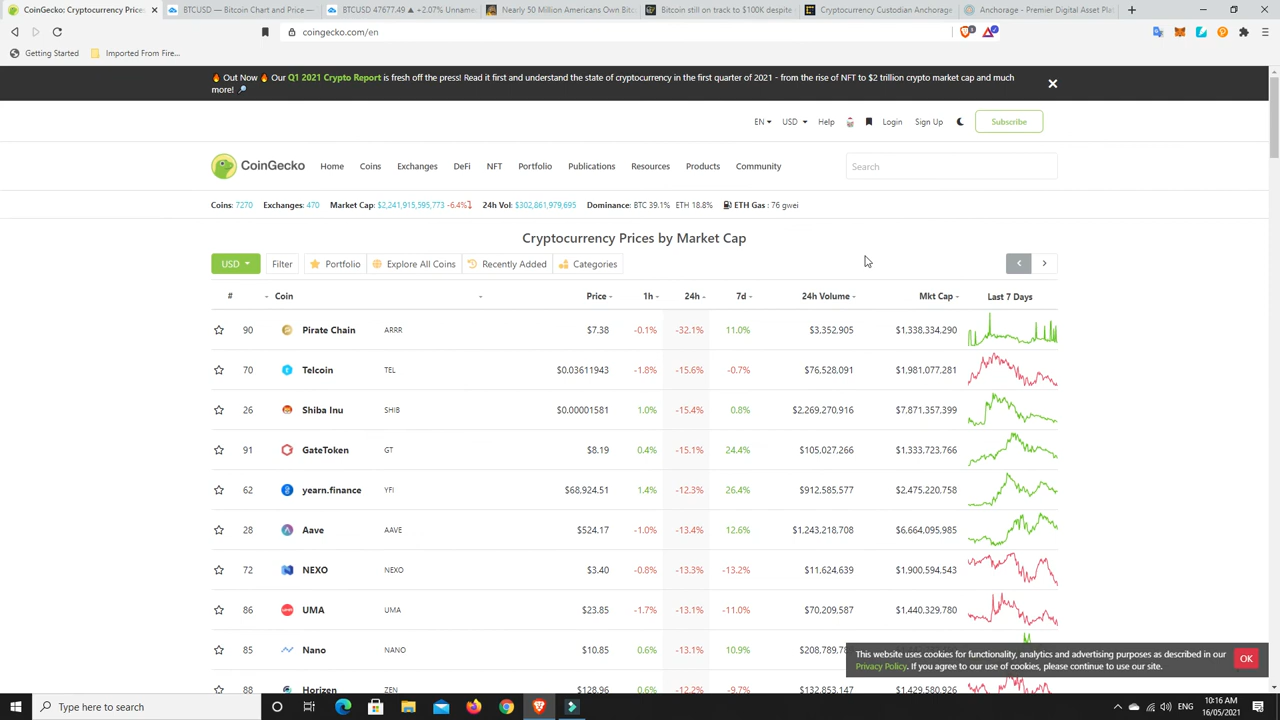 CoinGecko: Cryptocurrency Prices
BTCUSD — Bitcoin Chart and Price —
BTCUSD 47677.49 ▲ +2.07% Unname
Nearly 50 Million Americans Own Bitc
Bitcoin still on track to $100K despite
Cryptocurrency Custodian Anchorage
Anchorage - Premier Digital Asset Pla
coingecko.com/en
Getting Started
Imported From Fire...
🔥 Out Now 🔥 Our Q1 2021 Crypto Report is fresh off the press! Read it first and understand the state of cryptocurrency in the first quarter of 2021 - from the rise of NFT to $2 trillion crypto market cap and much
more! 🔎
EN USD Help Login Sign Up Subscribe
CoinGecko Home Coins Exchanges DeFi NFT Portfolio Publications Resources Products Community Search
Coins: 7270 Exchanges: 470 Market Cap: $2,241,915,595,773 -6.4% 24h Vol: $302,861,979,695 Dominance: BTC 39.1% ETH 18.8% ETH Gas : 76 gwei
Cryptocurrency Prices by Market Cap
USD Filter Portfolio Explore All Coins Recently Added Categories
# Coin Price 1h 24h 7d 24h Volume Mkt Cap Last 7 Days
90 Pirate Chain ARRR $7.38 -0.1% -32.1% 11.0% $3,352,905 $1,338,334,290
70 Telcoin TEL $0.03611943 -1.8% -15.6% -0.7% $76,528,091 $1,981,077,281
26 Shiba Inu SHIB $0.00001581 1.0% -15.4% 0.8% $2,269,270,916 $7,871,357,399
91 GateToken GT $8.19 0.4% -15.1% 24.4% $105,027,266 $1,333,723,766
62 yearn.finance YFI $68,924.51 1.4% -12.3% 26.4% $912,585,577 $2,475,220,758
28 Aave AAVE $524.17 -1.0% -13.4% 12.6% $1,243,218,708 $6,664,095,985
72 NEXO NEXO $3.40 -0.8% -13.3% -13.2% $11,624,639 $1,900,594,543
86 UMA UMA $23.85 -1.7% -13.1% -11.0% $70,209,587 $1,440,329,780
85 Nano NANO $10.85 0.6% -13.1% 10.9%
88 Horizen ZEN $128.96 0.6% -12.2% -9.7% $132,853,147 $1,429,580,926
This website uses cookies for functionality, analytics and advertising purposes as described in our
Privacy Policy. If you agree to our use of cookies, please continue to use our site.
OK
Type here to search
ENG
10:16 AM
16/05/2021